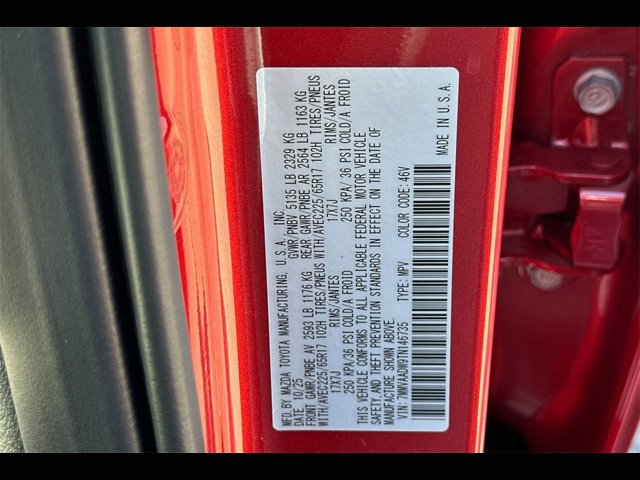 MFD. BY MAZDA TOYOTA MANUFACTURING, U.S.A., INC.
DATE 10/25 GVWR/PNBV 5135 LB 2329 KG
FRONT GAWR/PNBE AV 2593 LB 1176 KG REAR GAWR/PNBE AR 2564 LB 1163 KG
WITH/AVEC225/65R17 102H TIRES/PNEUS WITH/AVEC225/65R17 102H TIRES/PNEUS
17X7J RIMS/JANTES 17X7J RIMS/JANTES
250 KPA/36 PSI COLD/A FROID 250 KPA/36 PSI COLD/A FROID
THIS VEHICLE CONFORMS TO ALL APPLICABLE FEDERAL MOTOR VEHICLE
SAFETY, AND THEFT PREVENTION STANDARDS IN EFFECT ON THE DATE OF
MANUFACTURE SHOWN ABOVE.
VIN: 7MMVAADW9TN146735 TYPE: MPV COLOR CODE: 46V
MADE IN U.S.A.